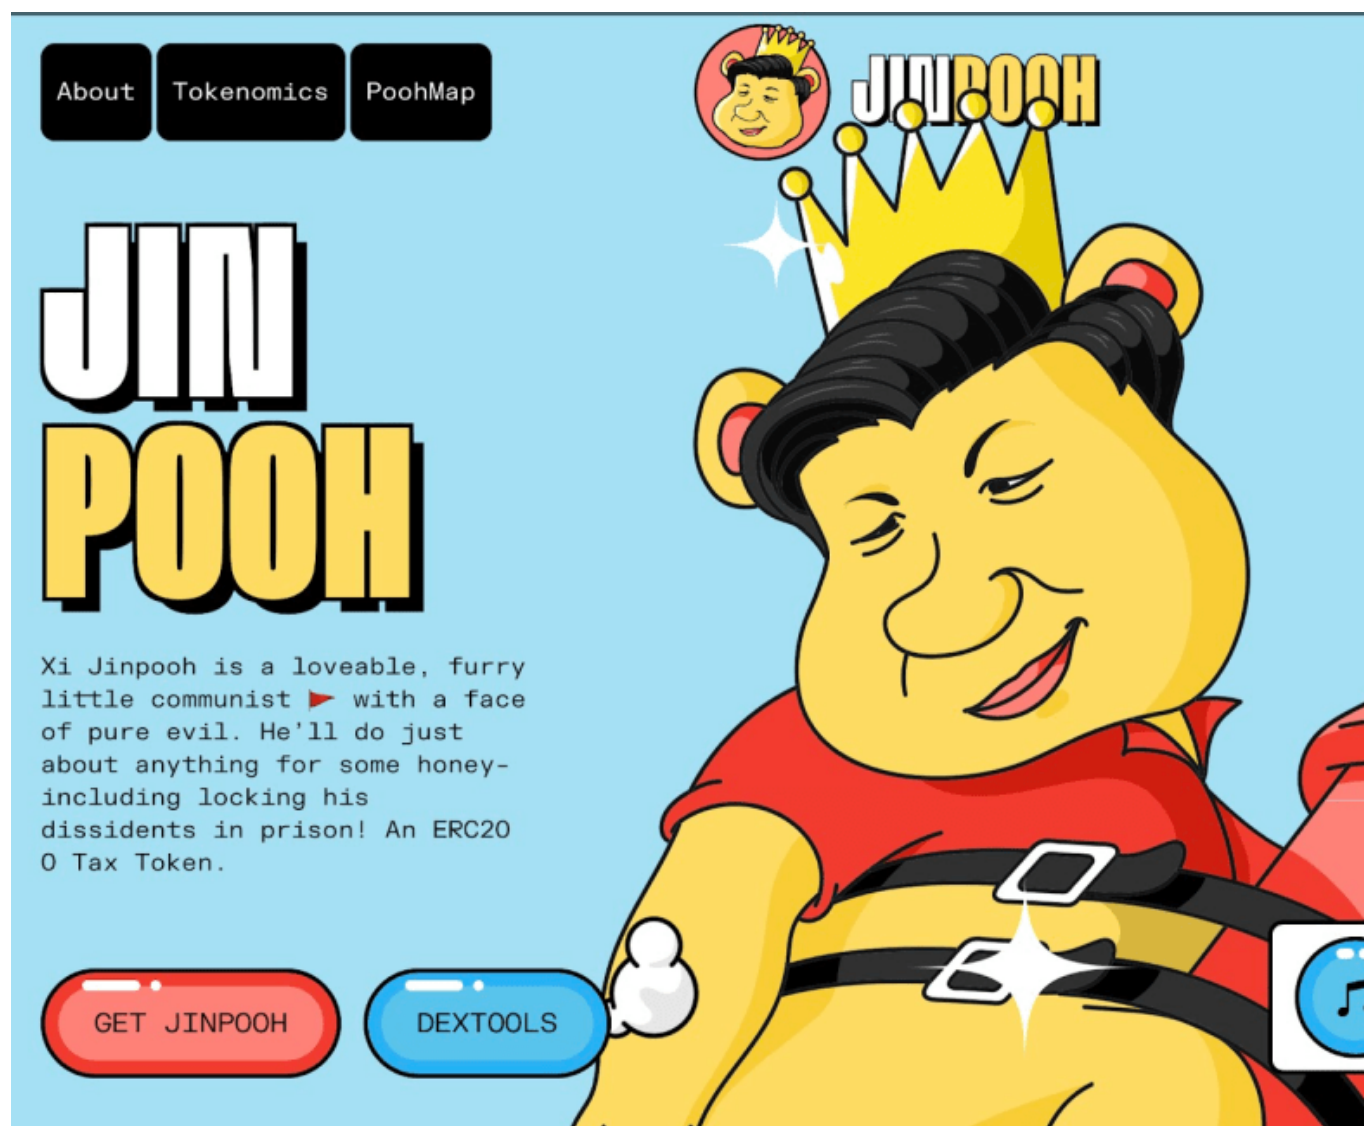 About
Tokenomics
PoohMap
JINPOOH
JIN
POOH
Xi Jinpooh is a loveable, furry
little communist 🚩 with a face
of pure evil. He'll do just
about anything for some honey-
including locking his
dissidents in prison! An ERC20
0 Tax Token.
GET JINPOOH
DEXTOOLS